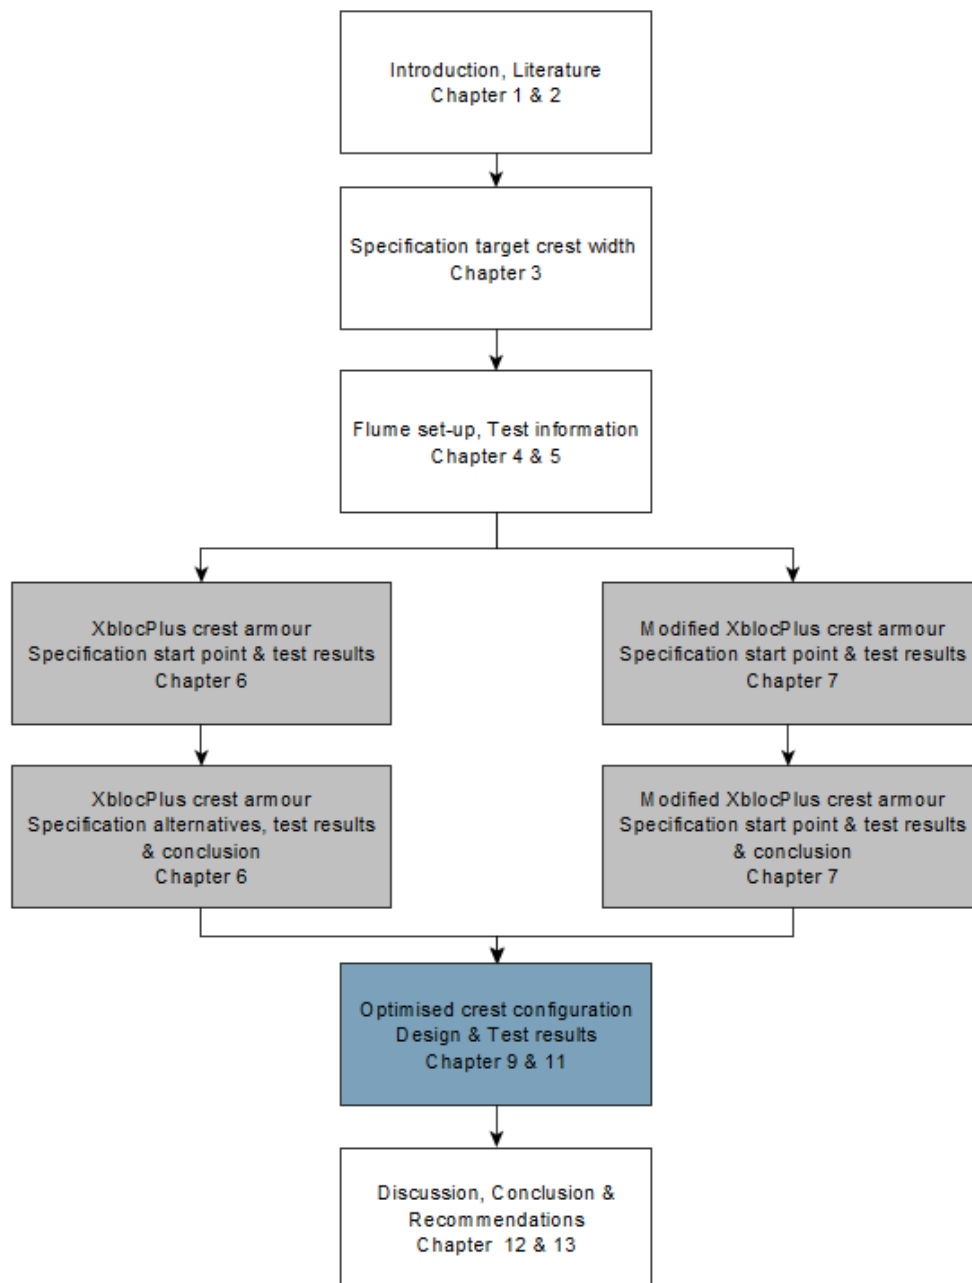 Introduction, Literature
Chapter 1 & 2
Specification target crest width
Chapter 3
Flume set-up, Test information
Chapter 4 & 5
XblocPlus crest armour
Specification start point & test results
Chapter 6
Modified XblocPlus crest armour
Specification start point & test results
Chapter 7
XblocPlus crest armour
Specification alternatives, test results
& conclusion
Chapter 6
Modified XblocPlus crest armour
Specification start point & test results
& conclusion
Chapter 7
Optimised crest configuration
Design & Test results
Chapter 9 & 11
Discussion, Conclusion &
Recommendations
Chapter 12 & 13